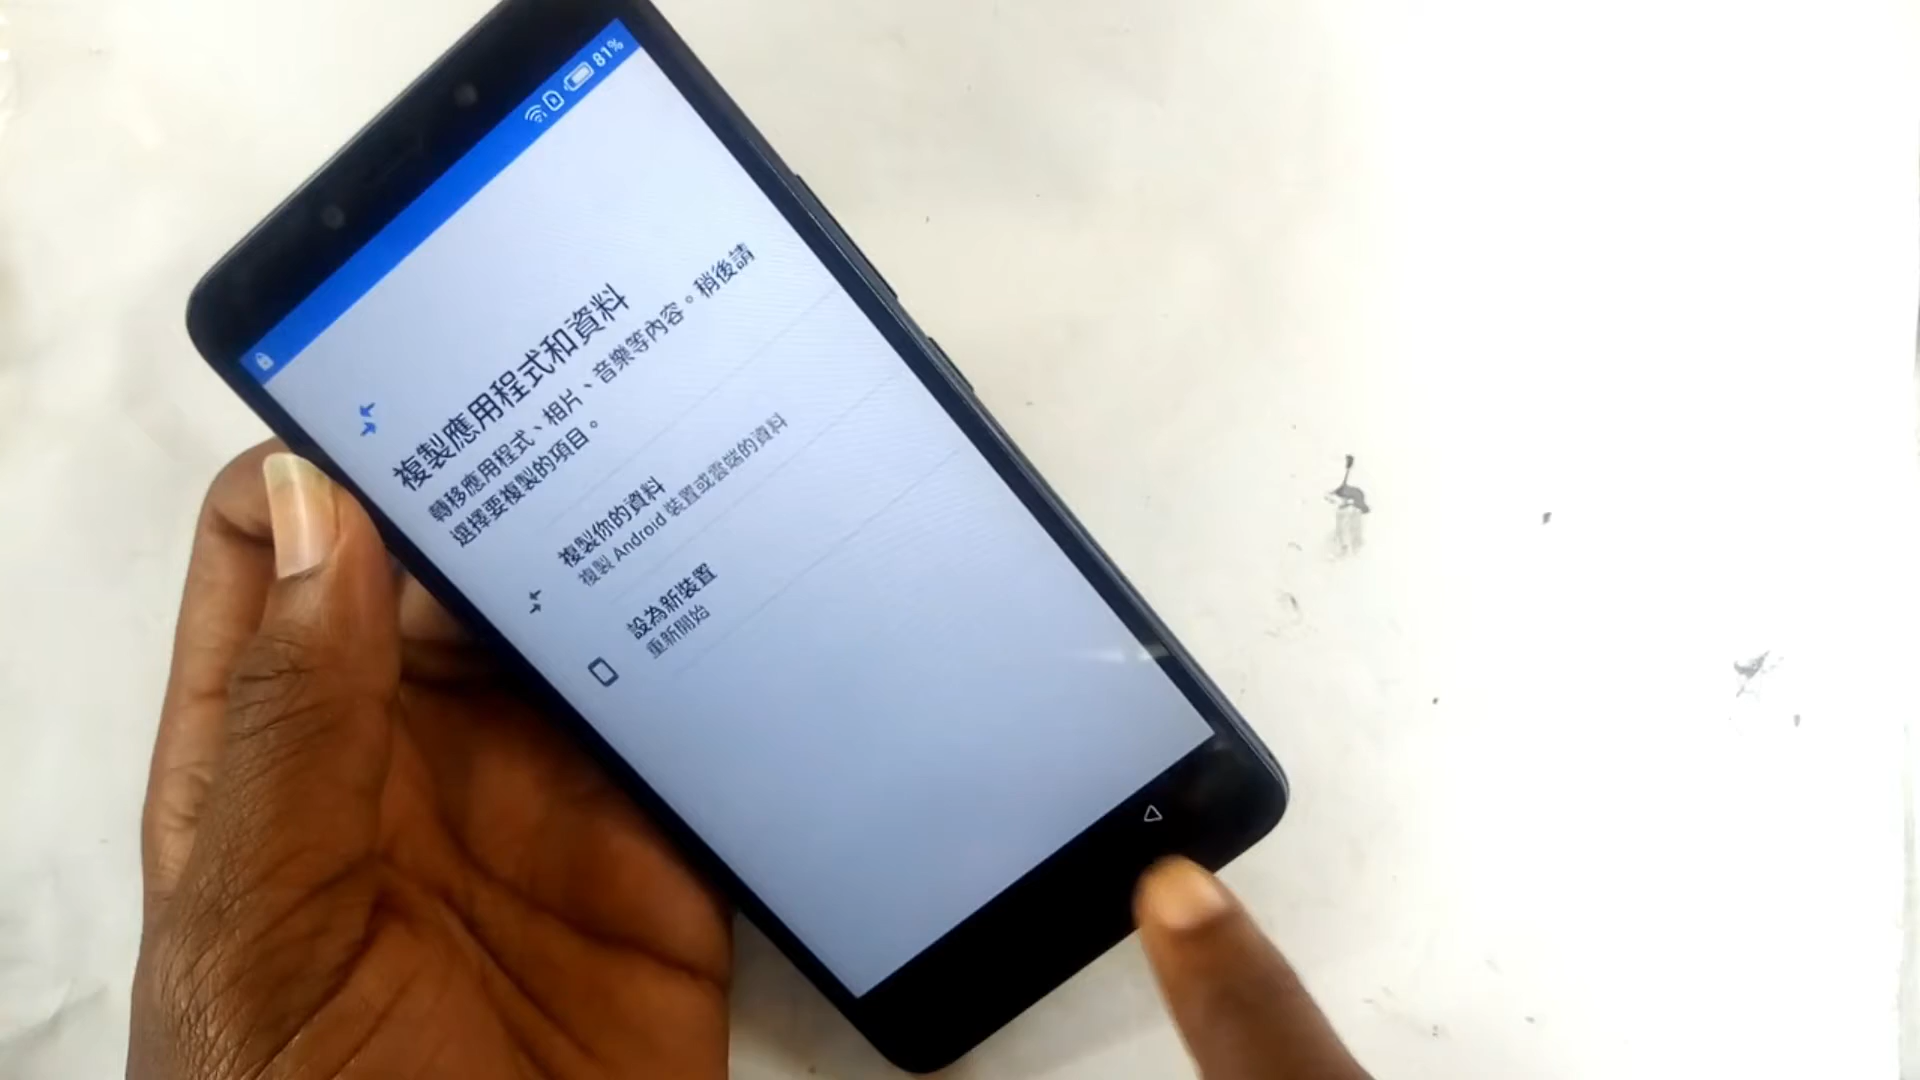 81%
複製應用程式和資料
轉移應用程式、相片、音樂等內容。稍後請
選擇要複製的項目。
複製你的資料
複製 Android 裝置或雲端的資料
設為新裝置
重新開始